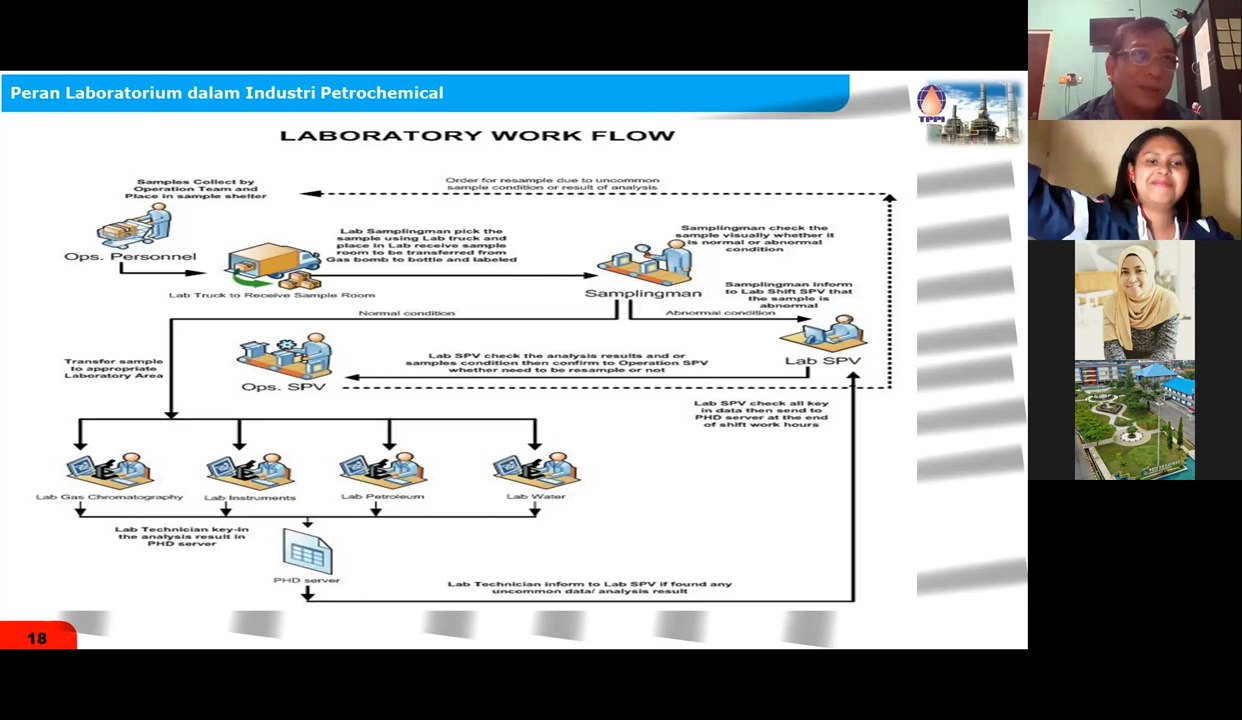 Peran Laboratorium dalam Industri Petrochemical
TPPI
LABORATORY WORK FLOW
Samples Collect by
Operation Team and
Place in sample shelter
Order for resample due to uncommon
sample condition or result of analysis
Ops. Personnel
Lab Truck to Receive Sample Room
Lab Samplingman pick the
sample using Lab truck and
place in Lab receive sample
room to be transferred from
Gas bomb to bottle and labeled
Samplingman
Samplingman check the
sample visually whether it
is normal or abnormal
condition
Samplingman inform
to Lab Shift SPV that
the sample is
abnormal
Normal condition
Abnormal condition
Lab SPV
Transfer sample
to appropriate
Laboratory Area
Ops. SPV
Lab SPV check the analysis results and or
samples condition then confirm to Operation SPV
whether need to be resample or not
Lab SPV check all key
in data then send to
PHD server at the end
of shift work hours
Lab Gas Chromatography
Lab Instruments
Lab Petroleum
Lab Water
Lab Technician key-in
the analysis result in
PHD server
PHD server
Lab Technician inform to Lab SPV if found any
uncommon data/ analysis result
18